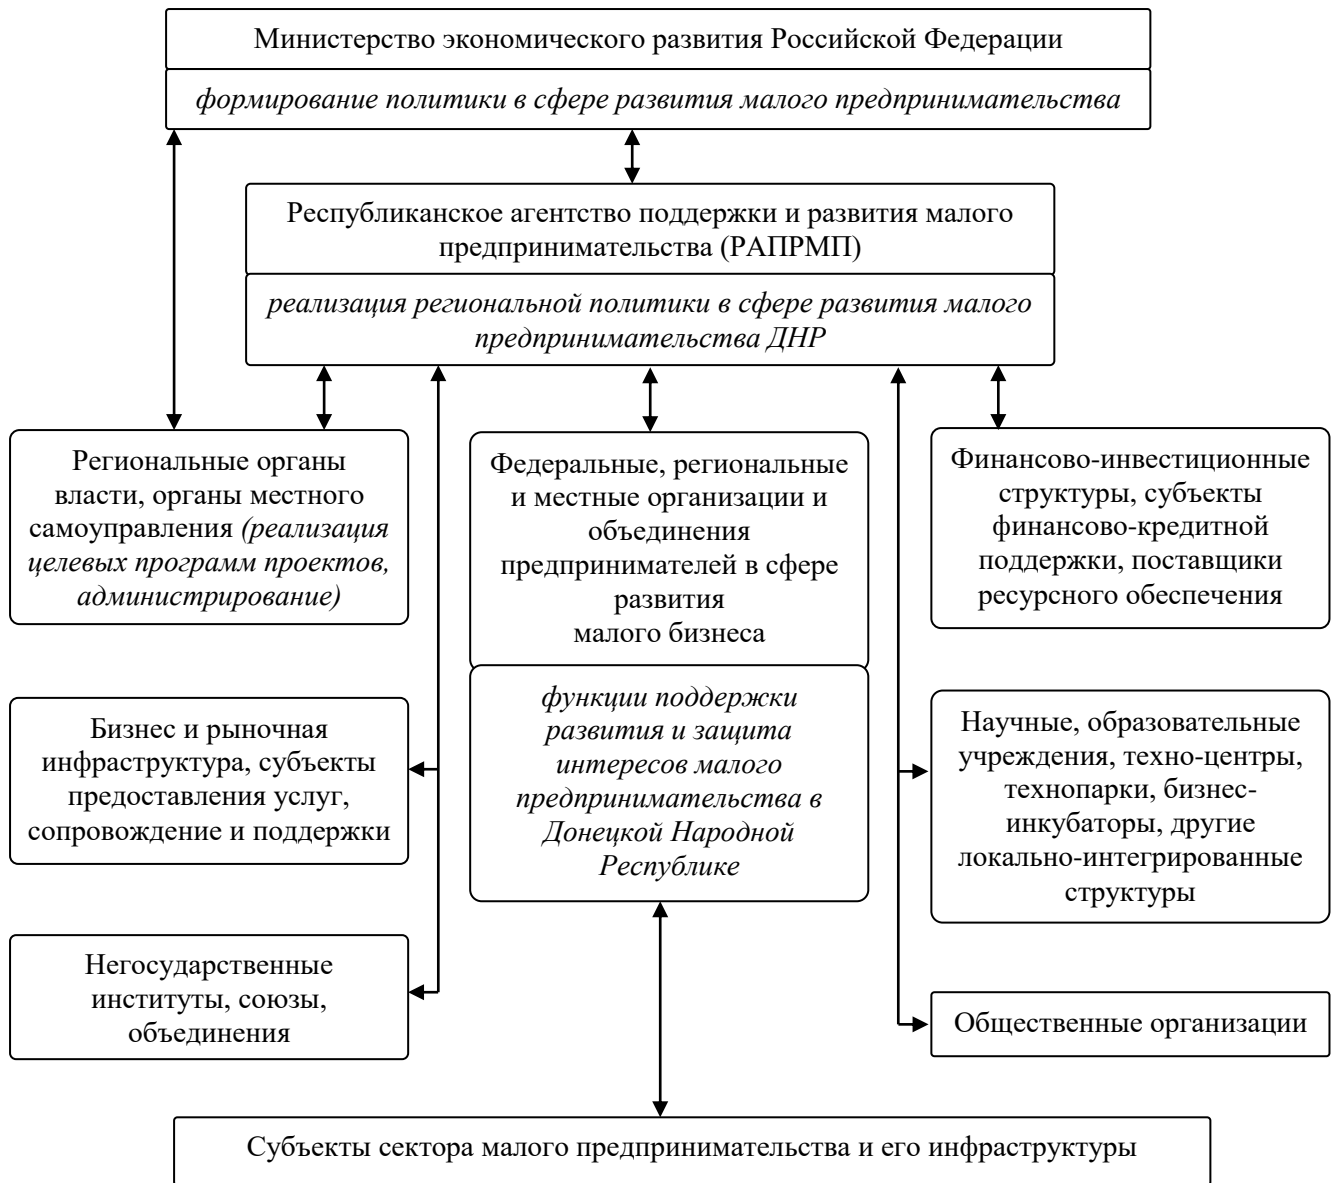 Министерство экономического развития Российской Федерации
формирование политики в сфере развития малого предпринимательства
Республиканское агентство поддержки и развития малого
предпринимательства (РАПРМП)
реализация региональной политики в сфере развития малого
предпринимательства ДНР
Региональные органы
власти, органы местного
самоуправления (реализация
целевых программ проектов,
администрирование)
Федеральные, региональные
и местные организации и
объединения
предпринимателей в сфере
развития
малого бизнеса
функции поддержки
развития и защита
интересов малого
предпринимательства в
Донецкой Народной
Республике
Финансово-инвестиционные
структуры, субъекты
финансово-кредитной
поддержки, поставщики
ресурсного обеспечения
Бизнес и рыночная
инфраструктура, субъекты
предоставления услуг,
сопровождение и поддержки
Научные, образовательные
учреждения, техно-центры,
технопарки, бизнес-
инкубаторы, другие
локально-интегрированные
структуры
Негосударственные
институты, союзы,
объединения
Общественные организации
Субъекты сектора малого предпринимательства и его инфраструктуры